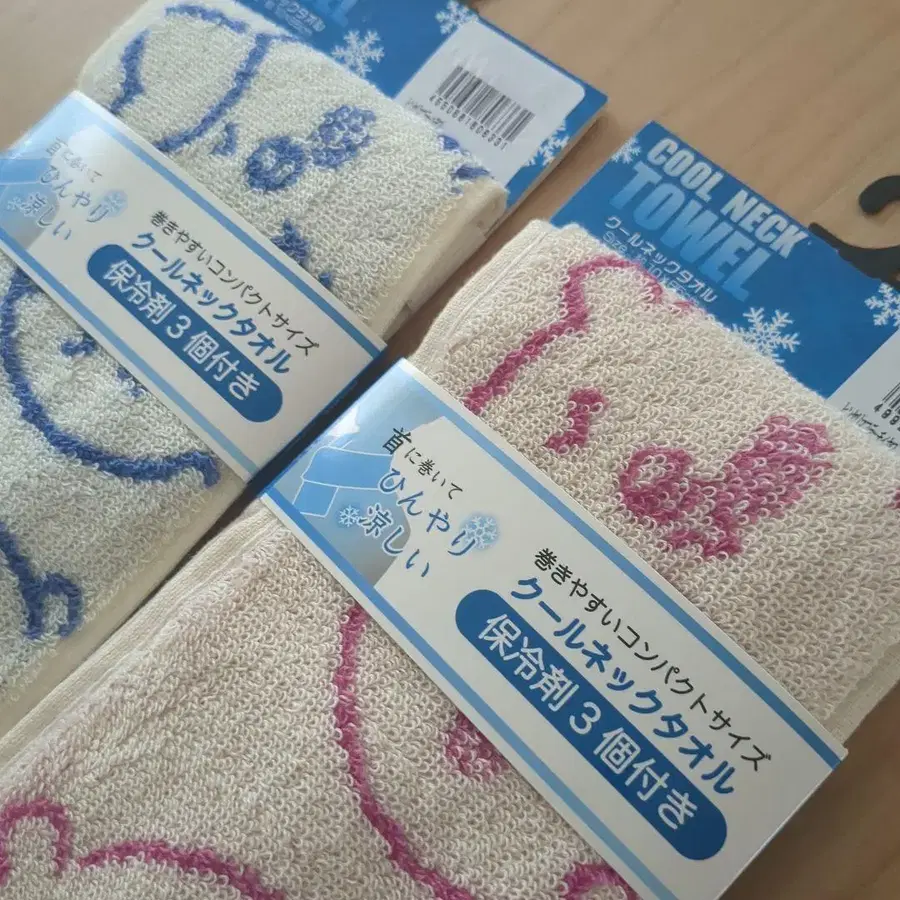 4550681806301
首に巻いて
ひんやり
涼しい
巻きやすいコンパクトサイズ
クールネックタオル
保冷剤3個付き
COOL NECK
TOWEL
クールネックタオル
首に巻いて
ひんやり
涼しい
巻きやすいコンパクトサイズ
クールネックタオル
保冷剤3個付き